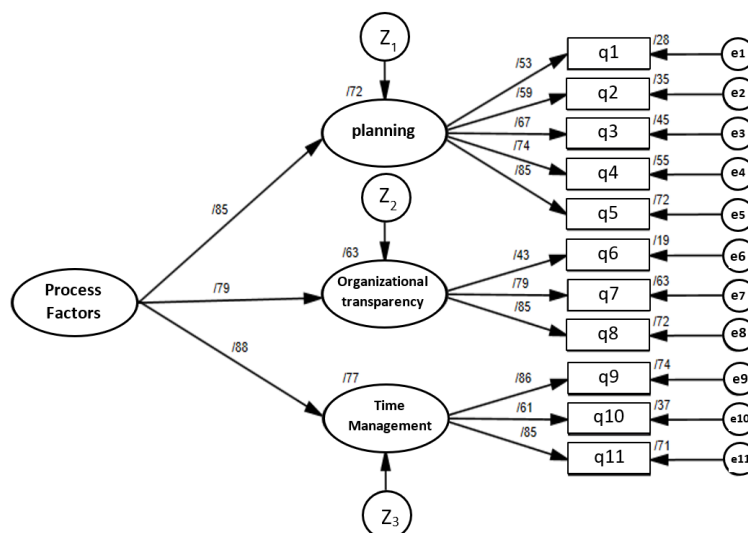 Z1
/72
planning
/85
/53
/59
/67
/74
/85
q1
/28
e1
q2
/35
e2
q3
/45
e3
q4
/55
e4
q5
/72
e5
Z2
/63
Organizational
transparency
/79
/43
/79
/85
q6
/19
e6
q7
/63
e7
q8
/72
e8
Process
Factors
/88
/77
Time
Management
/86
/61
/85
q9
/74
e9
q10
/37
e10
q11
/71
e11
Z3